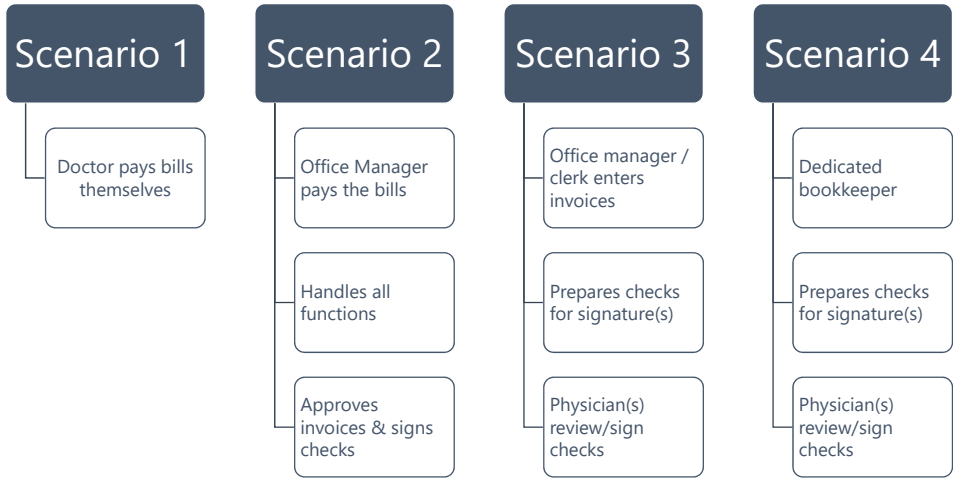 Scenario 1
Doctor pays bills
themselves
Scenario 2
Office Manager
pays the bills
Handles all
functions
Approves
invoices & signs
checks
Scenario 3
Office manager /
clerk enters
invoices
Prepares checks
for signature(s)
Physician(s)
review/sign
checks
Scenario 4
Dedicated
bookkeeper
Prepares checks
for signature(s)
Physician(s)
review/sign
checks